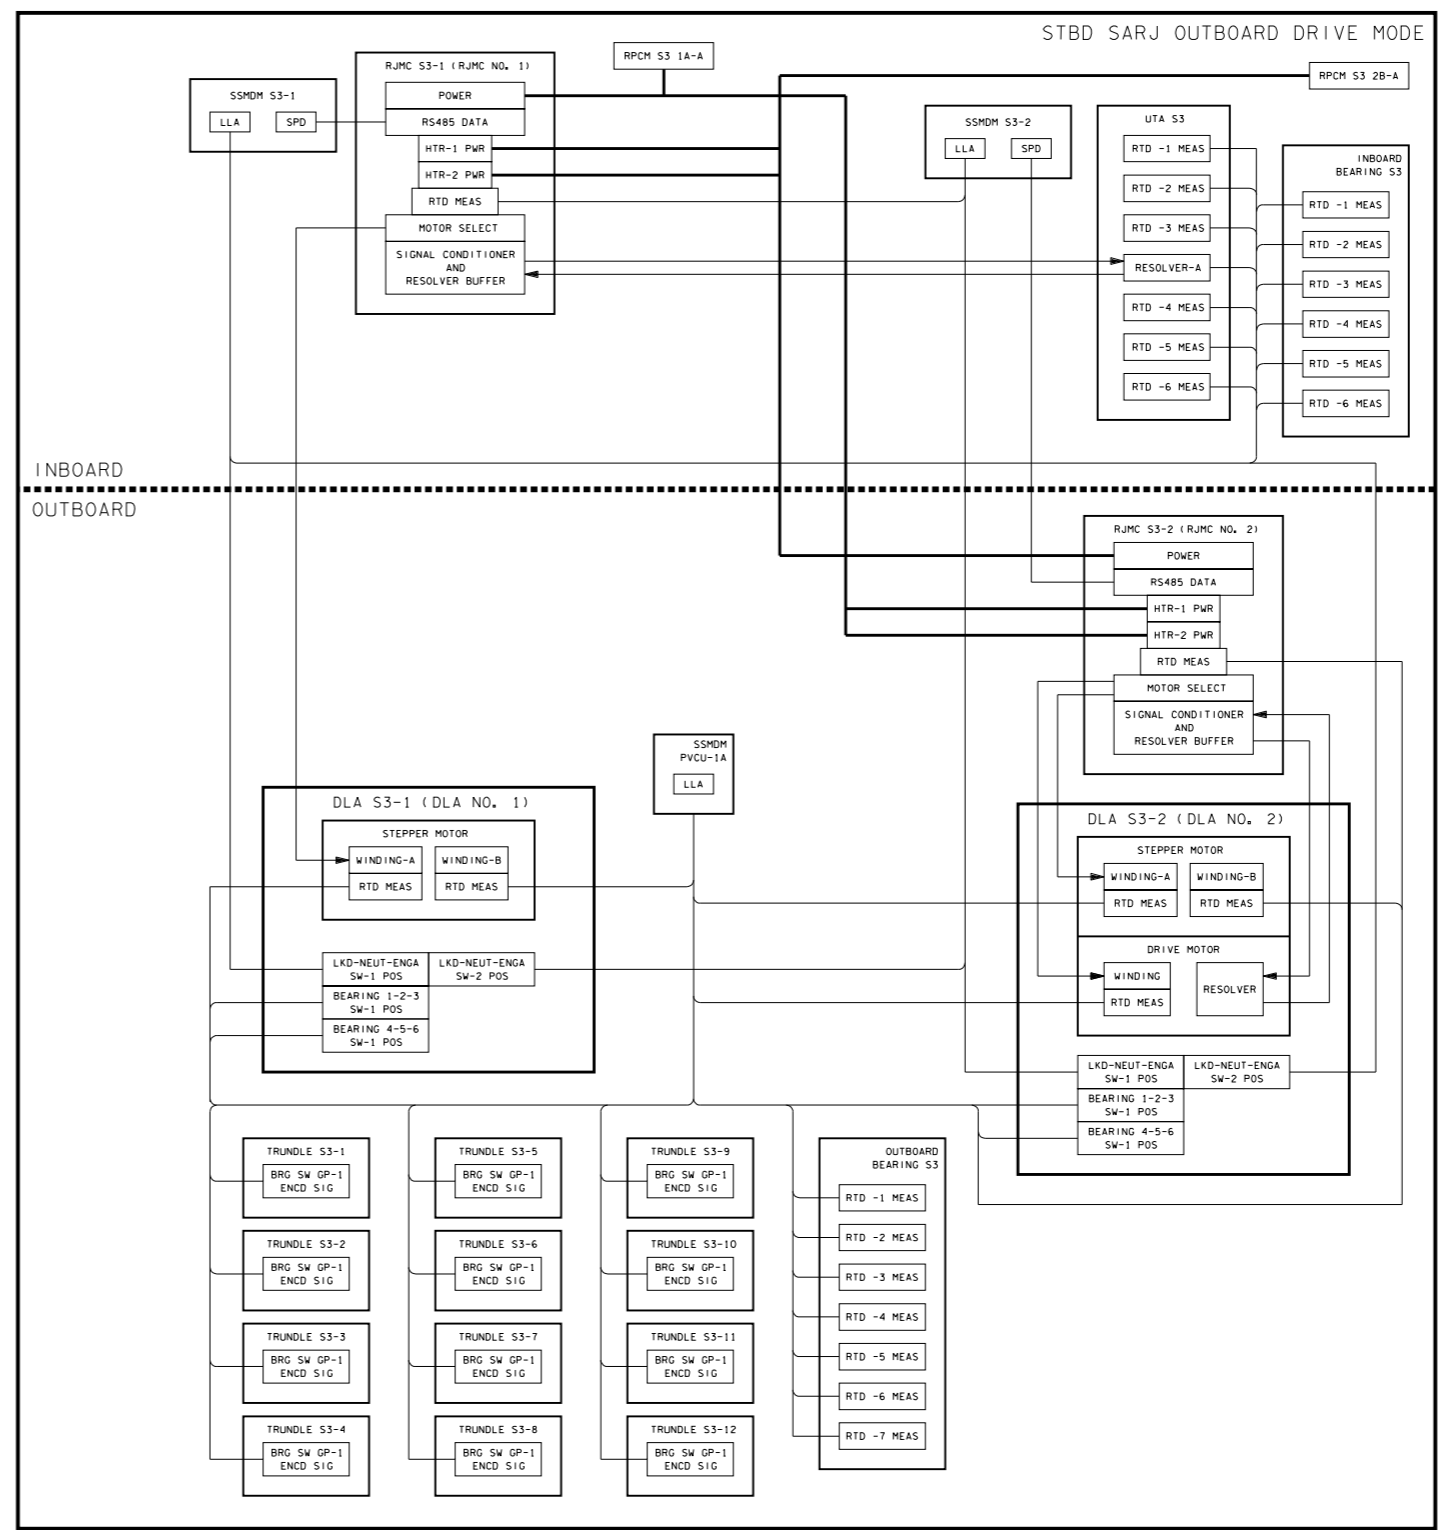 STBD SARJ OUTBOARD DRIVE MODE
RPCM S3 1A-A
RPCM S3 2B-A
SSMDM S3-1
LLA
SPD
RJMC S3-1 (RJMC NO. 1)
POWER
RS485 DATA
HTR-1 PWR
HTR-2 PWR
RTD MEAS
MOTOR SELECT
SIGNAL CONDITIONER
AND
RESOLVER BUFFER
SSMDM S3-2
LLA
SPD
UTA S3
RTD -1 MEAS
RTD -2 MEAS
RTD -3 MEAS
RESOLVER-A
RTD -4 MEAS
RTD -5 MEAS
RTD -6 MEAS
INBOARD
BEARING S3
RTD -1 MEAS
RTD -2 MEAS
RTD -3 MEAS
RTD -4 MEAS
RTD -5 MEAS
RTD -6 MEAS
INBOARD
OUTBOARD
RJMC S3-2 (RJMC NO. 2)
POWER
RS485 DATA
HTR-1 PWR
HTR-2 PWR
RTD MEAS
MOTOR SELECT
SIGNAL CONDITIONER
AND
RESOLVER BUFFER
SSMDM
PVCU-1A
LLA
DLA S3-1 (DLA NO. 1)
STEPPER MOTOR
WINDING-A
WINDING-B
RTD MEAS
RTD MEAS
LKD-NEUT-ENGA
SW-1 POS
LKD-NEUT-ENGA
SW-2 POS
BEARING 1-2-3
SW-1 POS
BEARING 4-5-6
SW-1 POS
DLA S3-2 (DLA NO. 2)
STEPPER MOTOR
WINDING-A
WINDING-B
RTD MEAS
RTD MEAS
DRIVE MOTOR
WINDING
RTD MEAS
RESOLVER
LKD-NEUT-ENGA
SW-1 POS
LKD-NEUT-ENGA
SW-2 POS
BEARING 1-2-3
SW-1 POS
BEARING 4-5-6
SW-1 POS
TRUNDLE S3-1
BRG SW GP-1
ENCD SIG
TRUNDLE S3-2
BRG SW GP-1
ENCD SIG
TRUNDLE S3-3
BRG SW GP-1
ENCD SIG
TRUNDLE S3-4
BRG SW GP-1
ENCD SIG
TRUNDLE S3-5
BRG SW GP-1
ENCD SIG
TRUNDLE S3-6
BRG SW GP-1
ENCD SIG
TRUNDLE S3-7
BRG SW GP-1
ENCD SIG
TRUNDLE S3-8
BRG SW GP-1
ENCD SIG
TRUNDLE S3-9
BRG SW GP-1
ENCD SIG
TRUNDLE S3-10
BRG SW GP-1
ENCD SIG
TRUNDLE S3-11
BRG SW GP-1
ENCD SIG
TRUNDLE S3-12
BRG SW GP-1
ENCD SIG
OUTBOARD
BEARING S3
RTD -1 MEAS
RTD -2 MEAS
RTD -3 MEAS
RTD -4 MEAS
RTD -5 MEAS
RTD -6 MEAS
RTD -7 MEAS